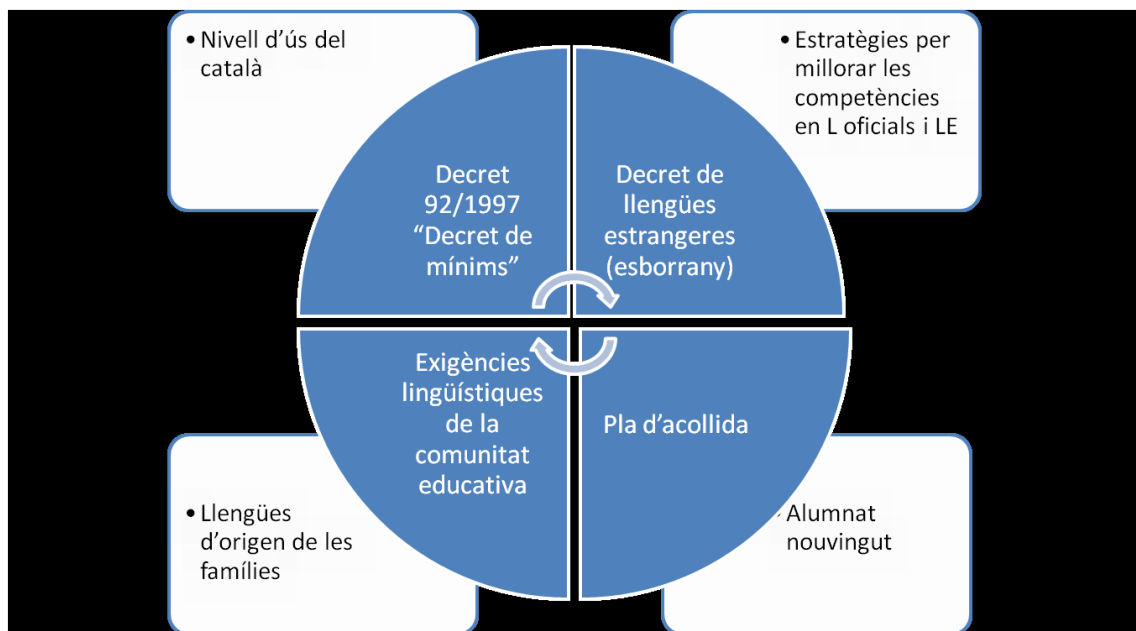 • Nivell d’ús del
català
• Estratègies per
millorar les
competències
en L oficials i LE
Decret
92/1997
“Decret de
mínims”
Decret de
llengües
estrangeres
(esborrany)
Exigències
lingüístiques
de la
comunitat
educativa
Pla d’acollida
• Llengües
d’origen de les
famílies
Alumnat
nouvingut